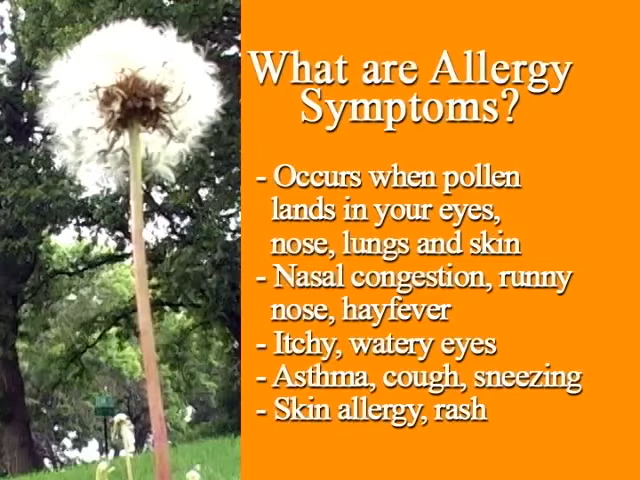 What are Allergy
Symptoms?
- Occurs when pollen
lands in your eyes,
nose, lungs and skin
- Nasal congestion, runny
nose, hayfever
- Itchy, watery eyes
- Asthma, cough, sneezing
- Skin allergy, rash